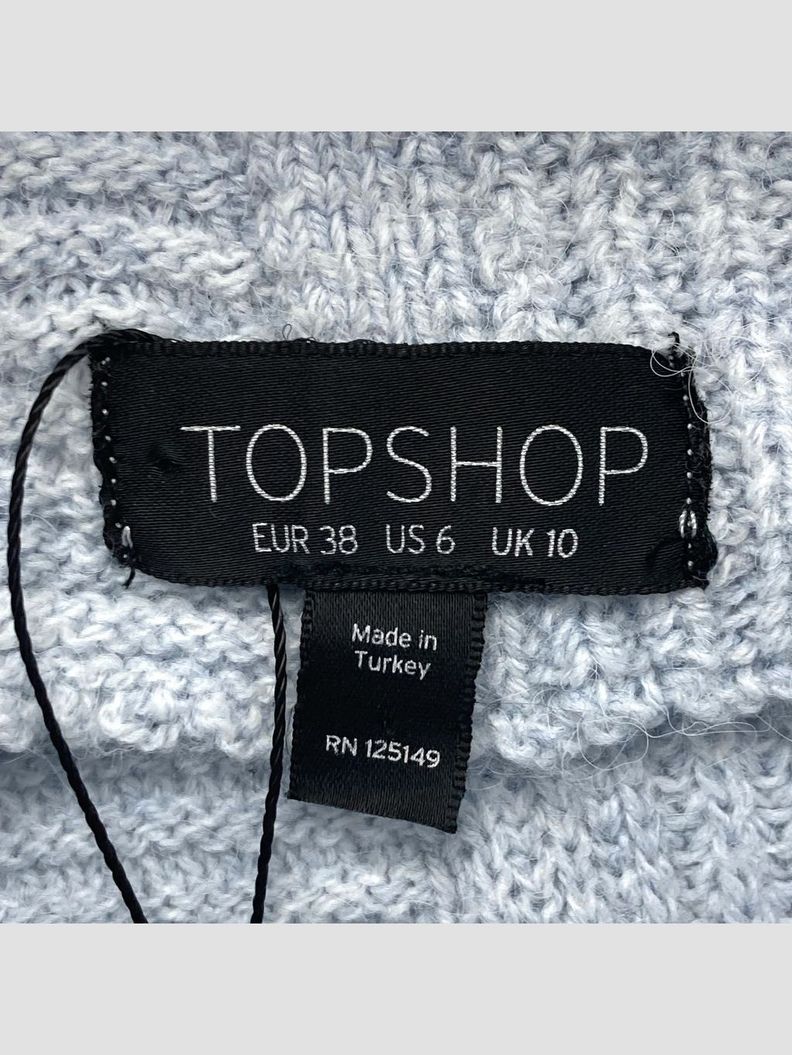 TOPSHOP
EUR 38 US 6 UK 10
Made in
Turkey
RN 125149